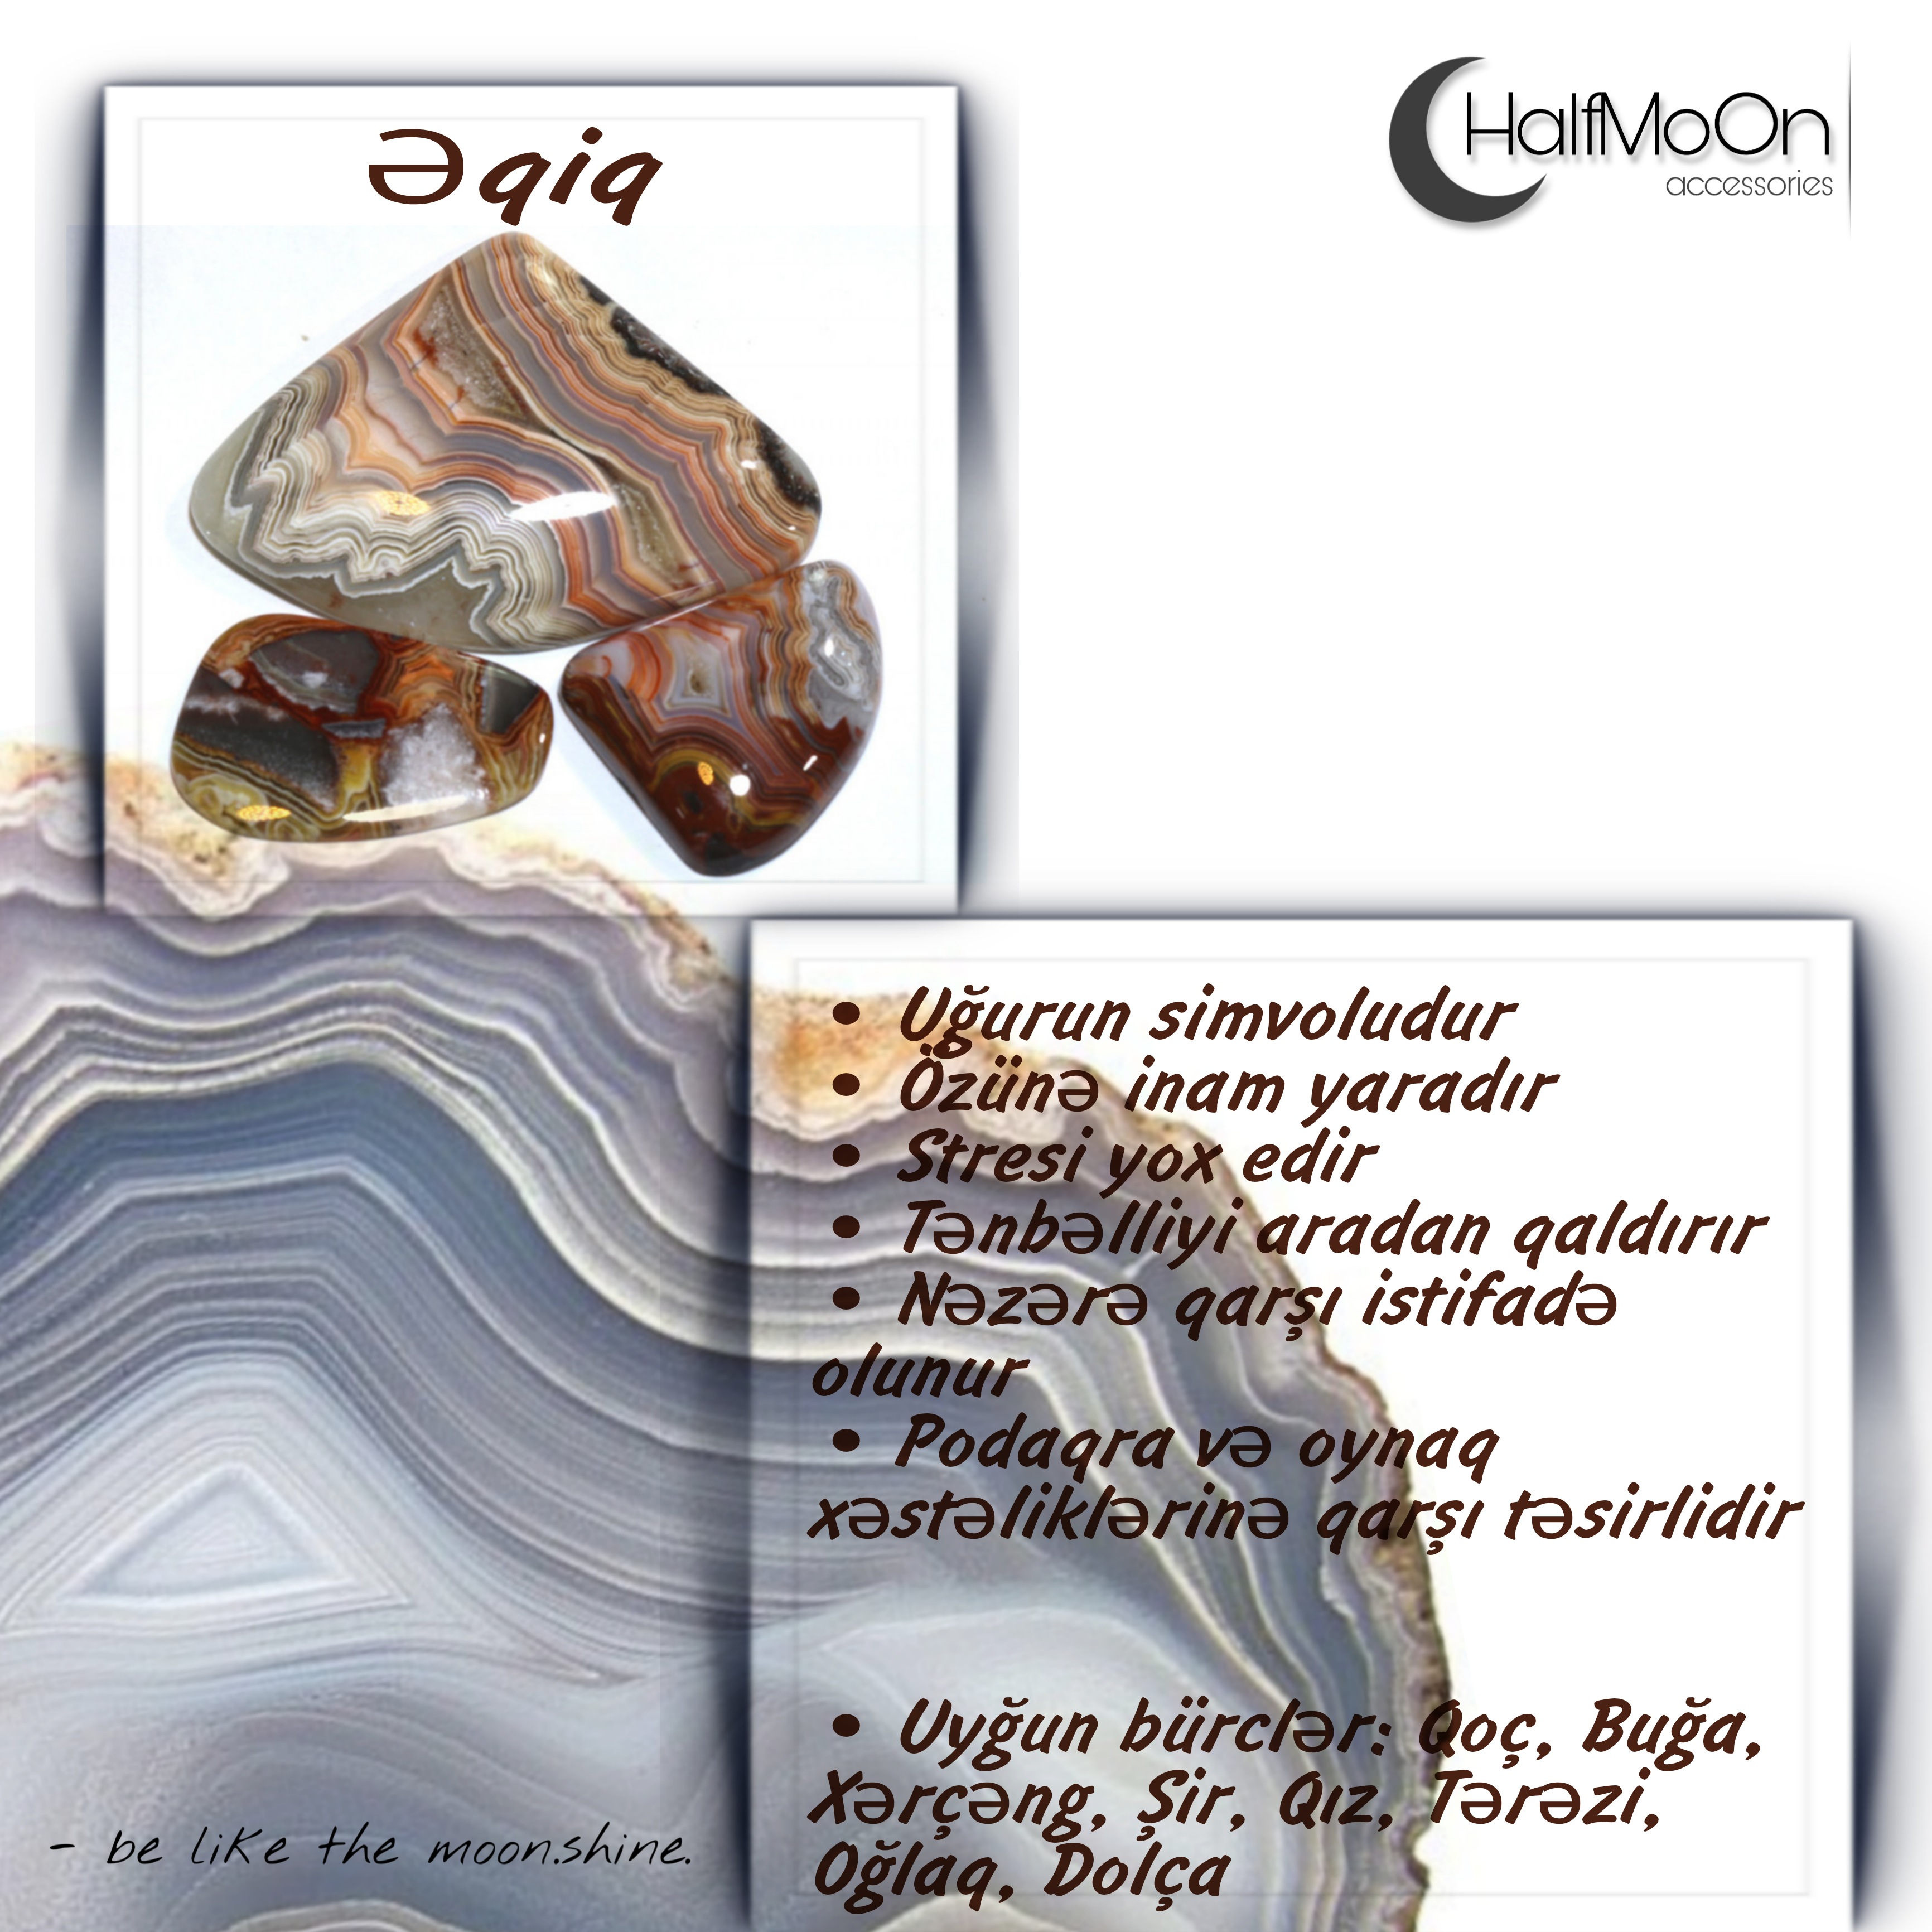 Əqiq
HalfMoOn
accessories
• Uğurun simvoludur
• Özünə inam yaradır
• Stresi yox edir
• Tənbəlliyi aradan qaldırır
• Nəzərə qarşı istifadə
olunur
• Podaqra və oynaq
xəstəliklərinə qarşı təsirlidir
• Uyğun bürclər: Qoç, Buğa,
Xərçəng, Şir, Qız, Tərəzi,
Oğlaq, Dolça
- be like the moon.shine.